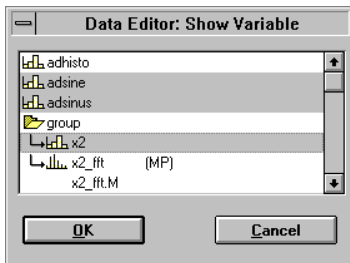 Data Editor: Show Variable
adhisto
adsine
adsinus
group
x2
x2_fft (MP)
x2_fft.M
OK Cancel